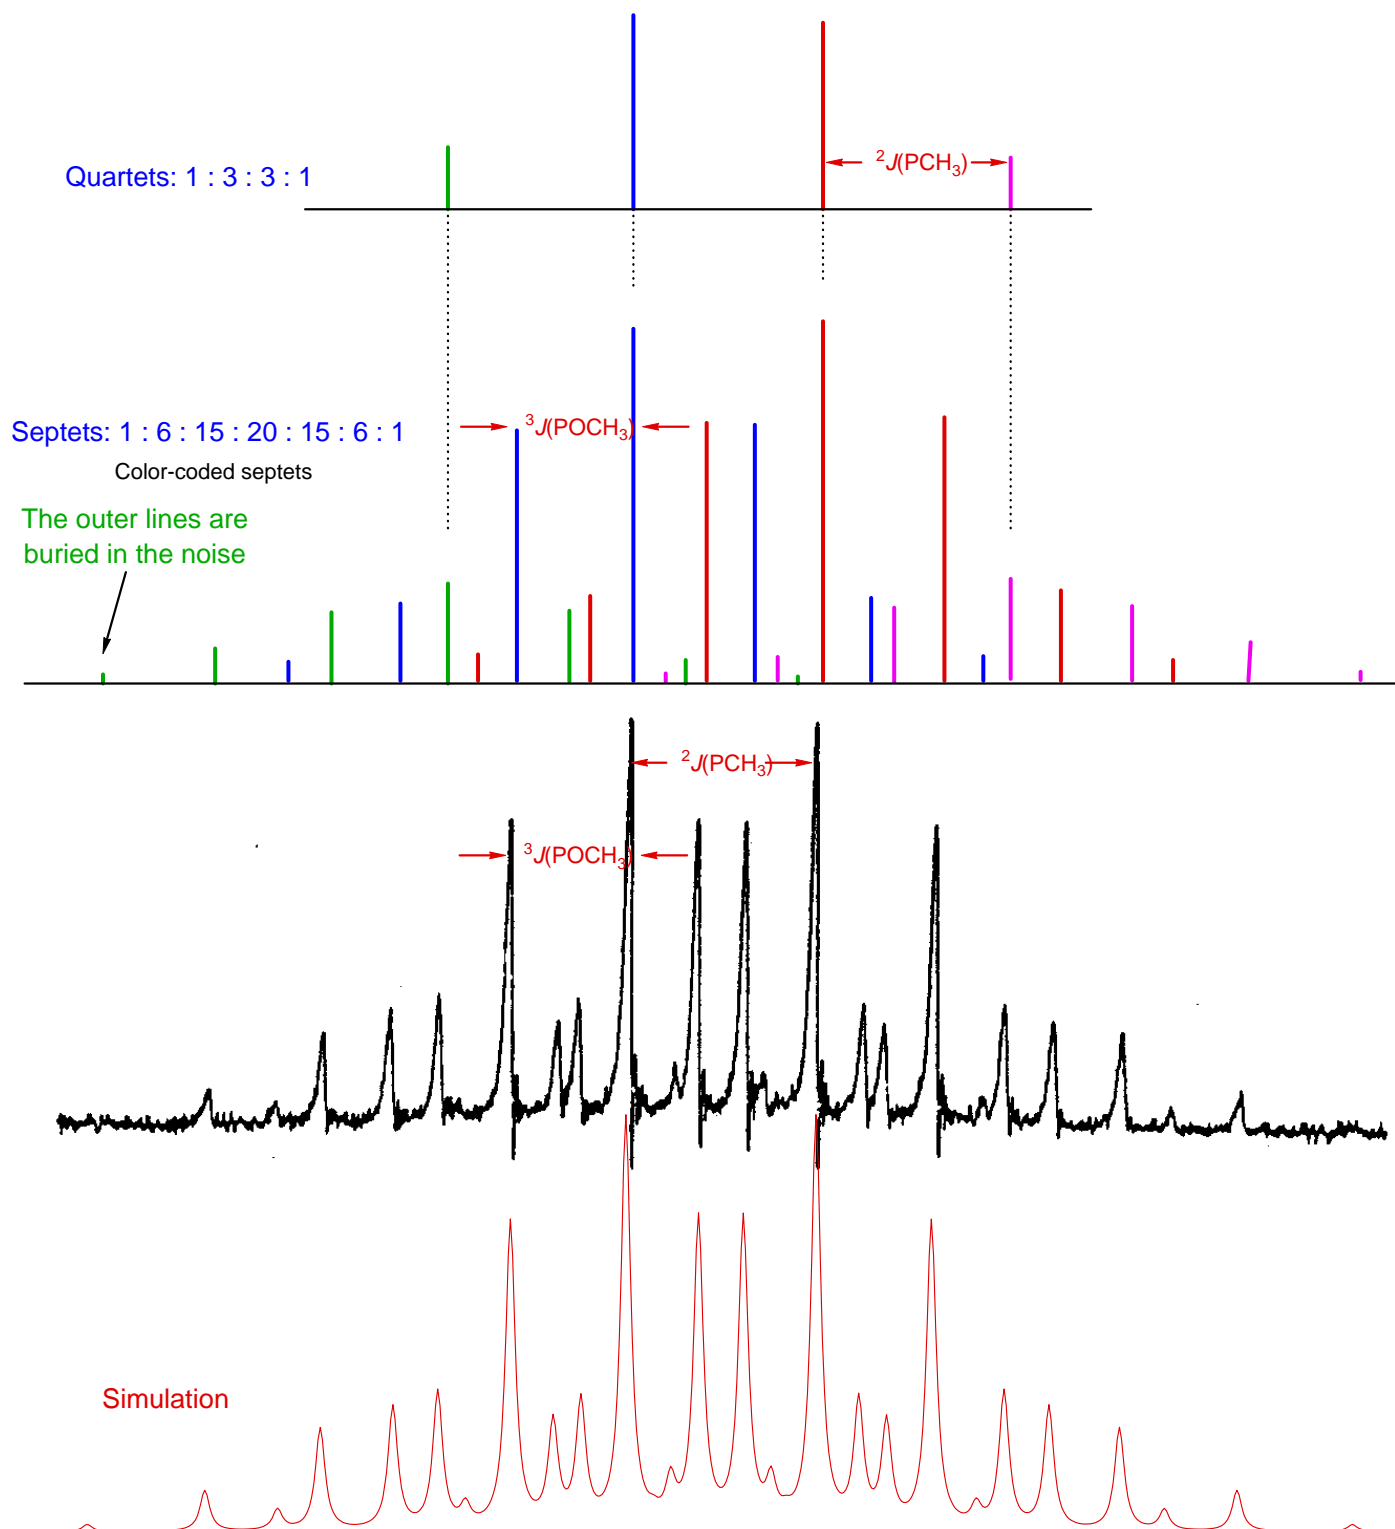 ²J(PCH₃)
Quartets: 1 : 3 : 3 : 1
³J(POCH₃)
Septets: 1 : 6 : 15 : 20 : 15 : 6 : 1
Color-coded septets
The outer lines are
buried in the noise
²J(PCH₃)
³J(POCH₃)
Simulation